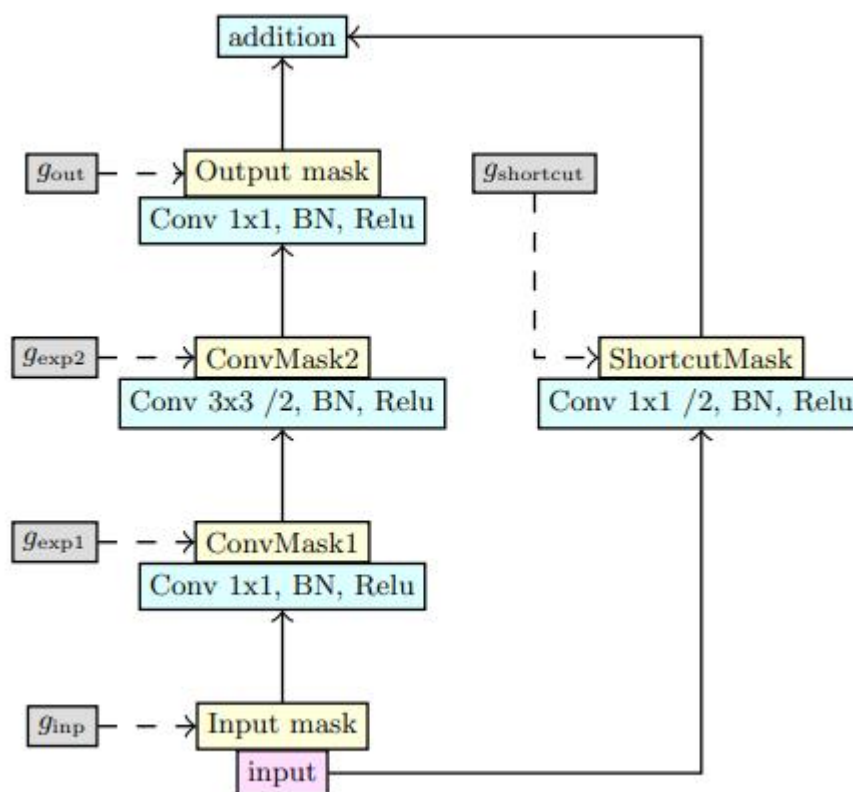 addition
g_out
Output mask
g_shortcut
Conv 1x1, BN, Relu
g_exp2
ConvMask2
ShortcutMask
Conv 3x3 /2, BN, Relu
Conv 1x1 /2, BN, Relu
g_exp1
ConvMask1
Conv 1x1, BN, Relu
g_inp
Input mask
input